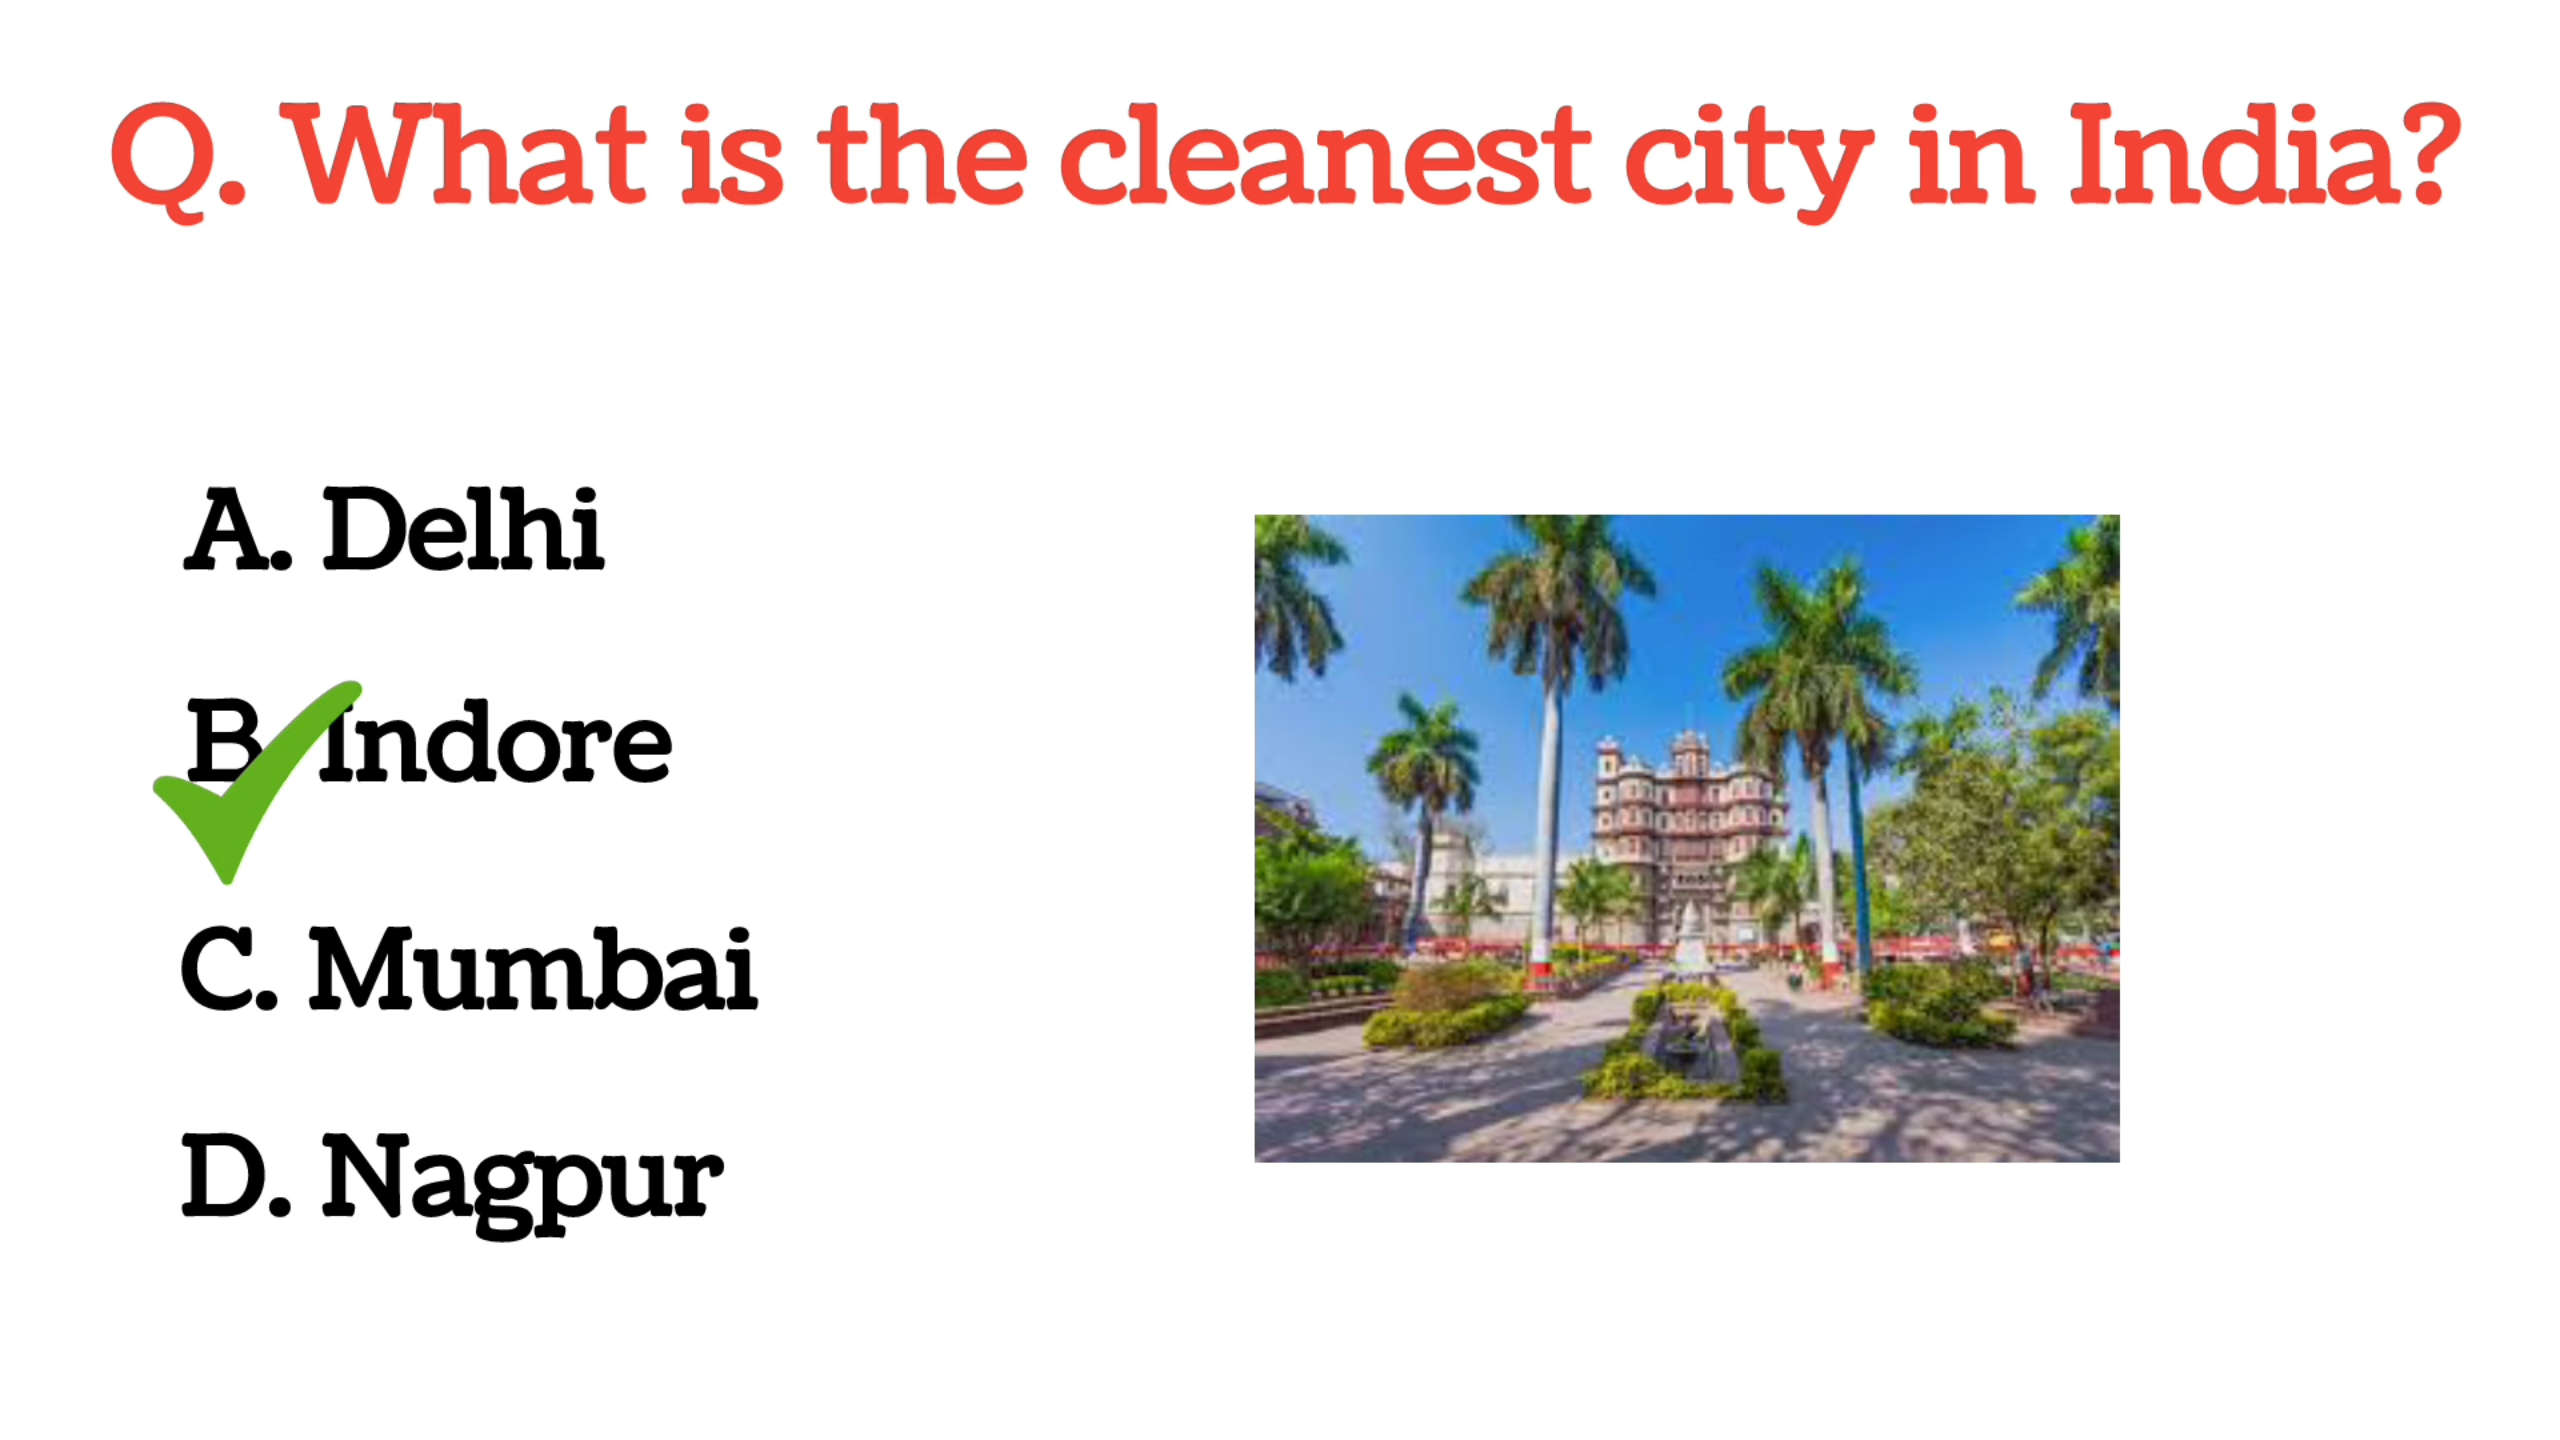 Q. What is the cleanest city in India?
A. Delhi
B. Indore
C. Mumbai
D. Nagpur